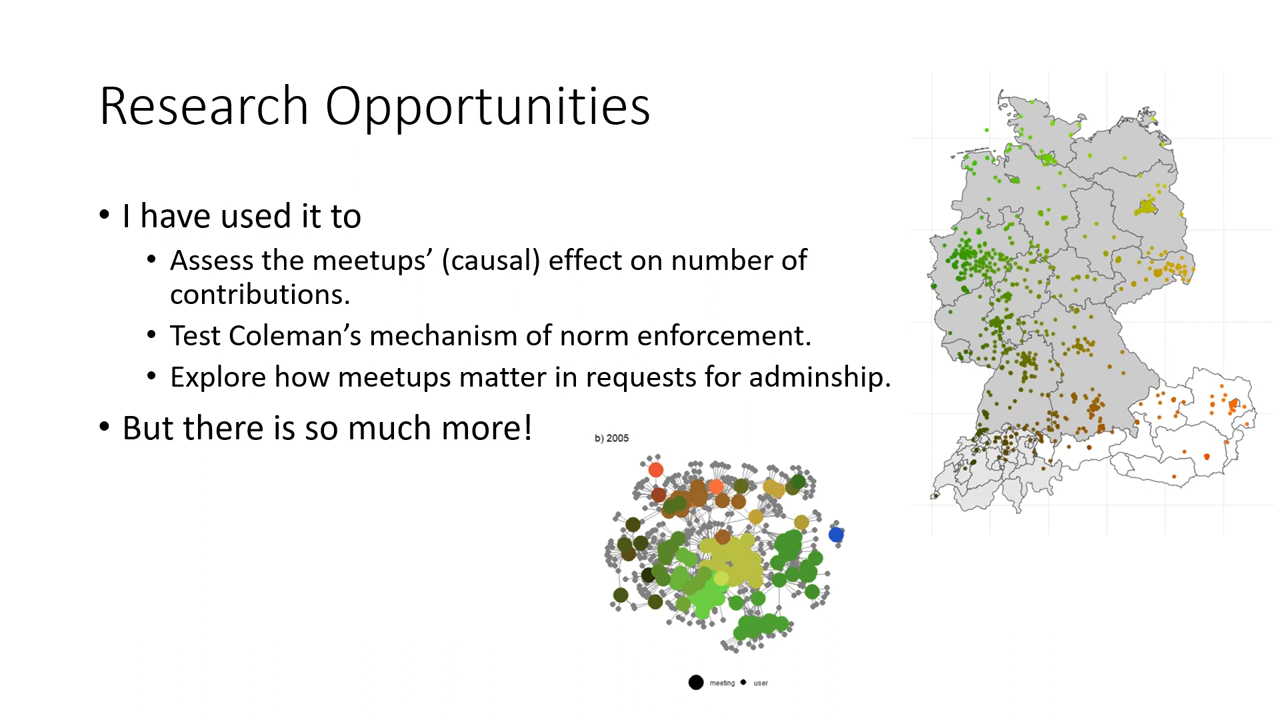 Research Opportunities
• I have used it to
• Assess the meetups’ (causal) effect on number of
contributions.
• Test Coleman’s mechanism of norm enforcement.
• Explore how meetups matter in requests for adminship.
• But there is so much more!
b) 2005
meeting user